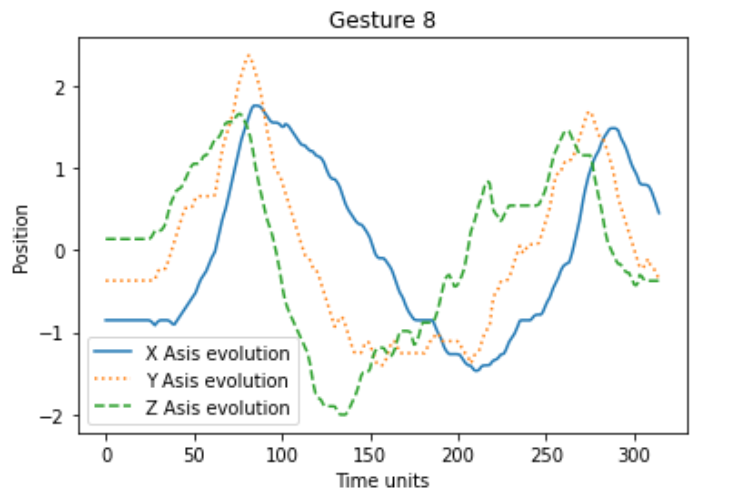 Gesture 8
2
1
0
−1
−2
Position
X Asis evolution
Y Asis evolution
Z Asis evolution
0 50 100 150 200 250 300
Time units